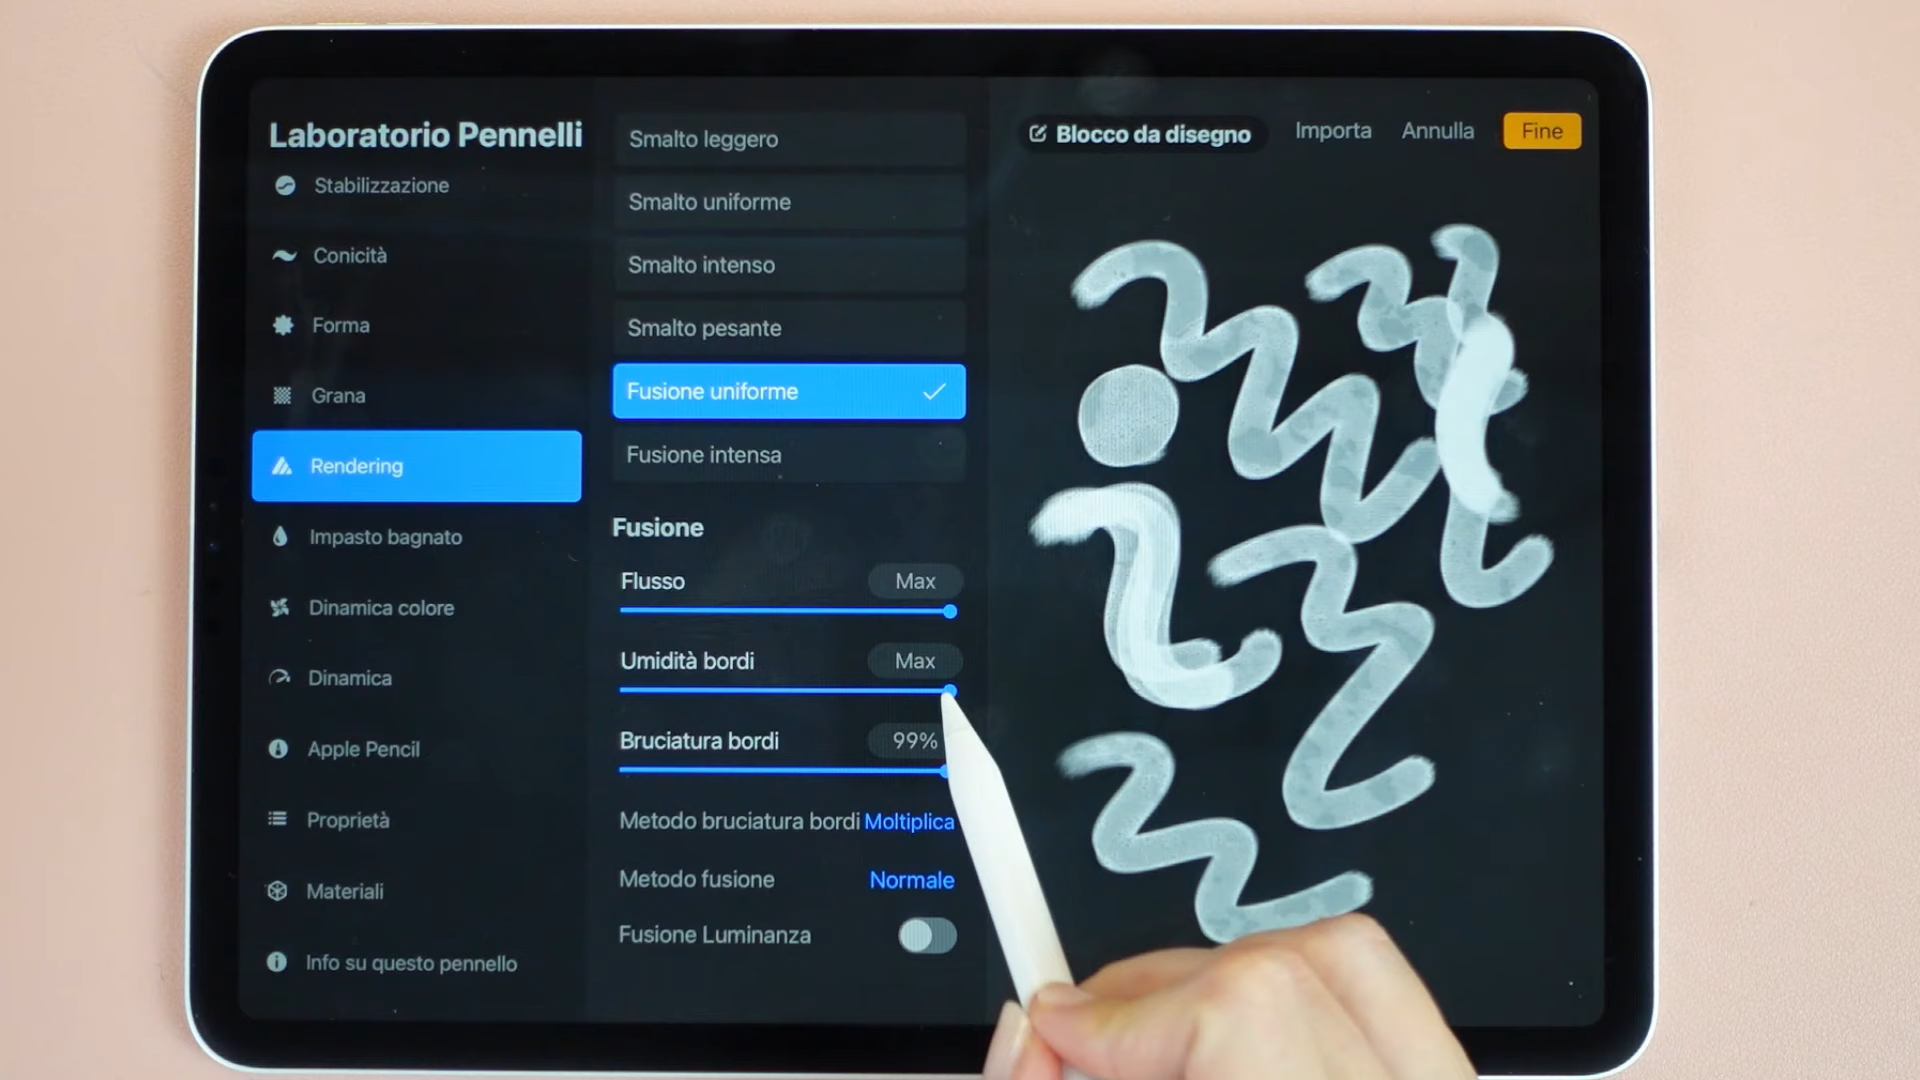 Laboratorio Pennelli
Stabilizzazione
Conicità
Forma
Grana
Rendering
Impasto bagnato
Dinamica colore
Dinamica
Apple Pencil
Proprietà
Materiali
Info su questo pennello
Smalto leggero
Smalto uniforme
Smalto intenso
Smalto pesante
Fusione uniforme
Fusione intensa
Fusione
Flusso Max
Umidità bordi Max
Bruciatura bordi 99%
Metodo bruciatura bordi Moltiplica
Metodo fusione Normale
Fusione Luminanza
Blocco da disegno Importa Annulla Fine